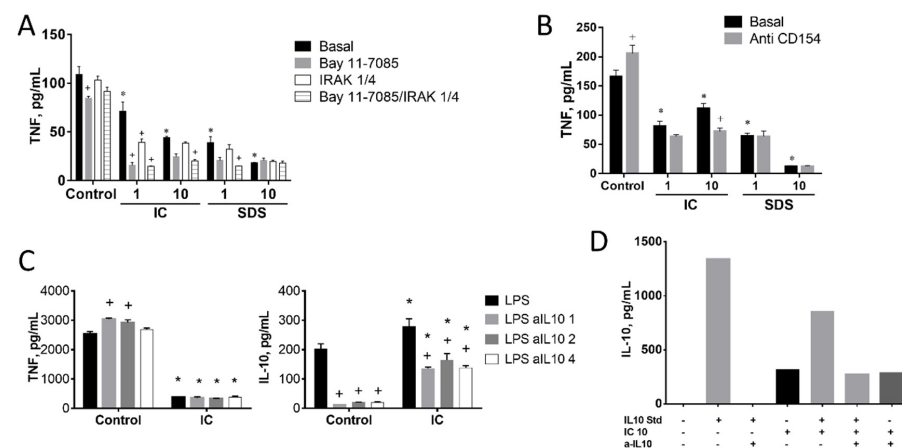 A
TNF, pg/mL
150
100
50
0
Control
1
10
1
10
IC
SDS
Basal
Bay 11-7085
IRAK 1/4
Bay 11-7085/IRAK 1/4
*
+
+
+
*
+
*
+
*
B
TNF, pg/mL
250
200
150
100
50
0
Control
1
10
1
10
IC
SDS
Basal
Anti CD154
+
*
*
+
*
*
C
TNF, pg/mL
4000
3000
2000
1000
0
Control
IC
+ +
* * * *
IL-10, pg/mL
400
300
200
100
0
Control
IC
+ + +
*
* * *
+ + +
LPS
LPS aIL10 1
LPS aIL10 2
LPS aIL10 4
D
IL-10, pg/mL
1500
1000
500
0
IL10 Std - + + - + + -
IC 10 - - - + + + +
a-IL10 - - + - - + +